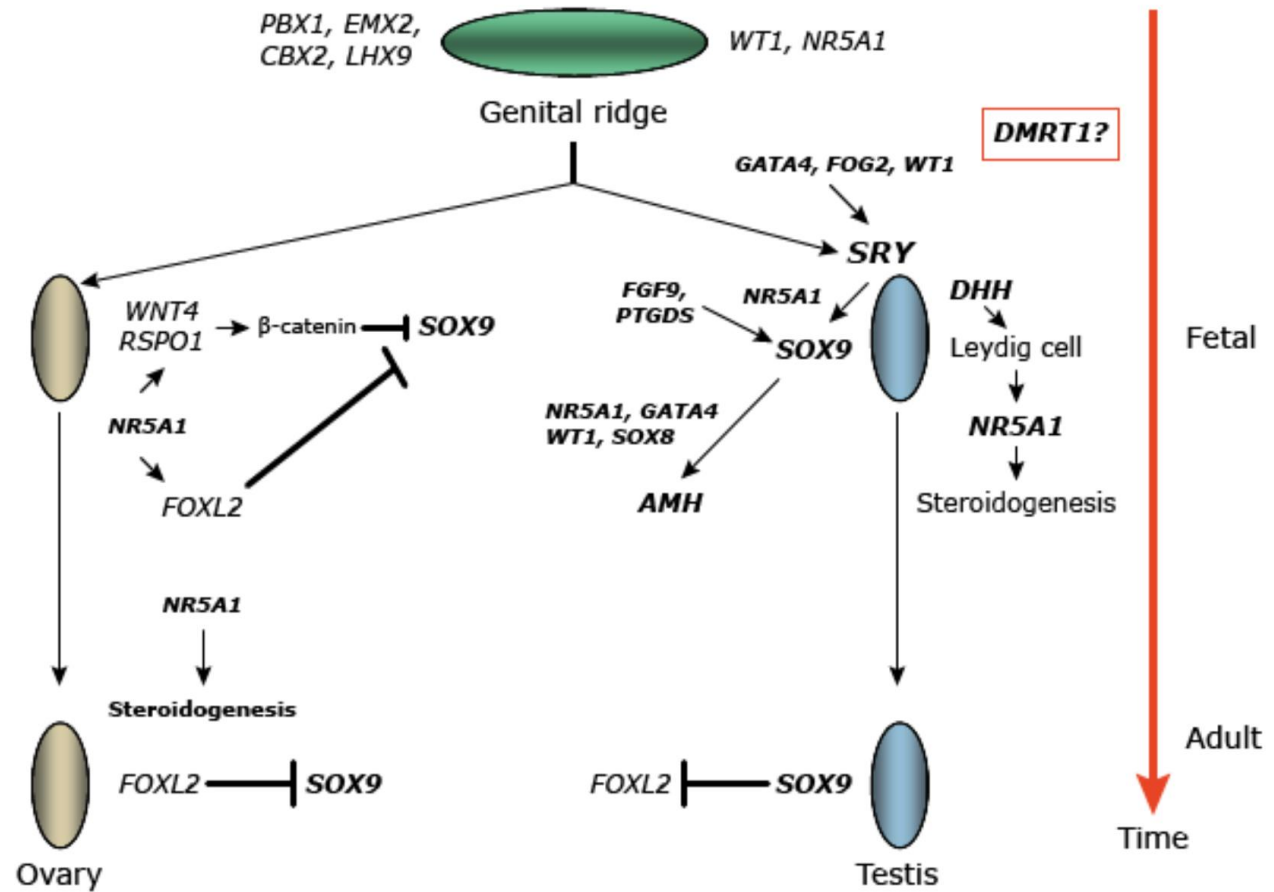 PBX1, EMX2,
CBX2, LHX9
WT1, NR5A1
Genital ridge
DMRT1?
GATA4, FOG2, WT1
SRY
WNT4
RSPO1
β-catenin
SOX9
NR5A1
FOXL2
FGF9,
PTGDS
NR5A1
SOX9
NR5A1, GATA4
WT1, SOX8
AMH
DHH
Leydig cell
NR5A1
Steroidogenesis
Fetal
NR5A1
Steroidogenesis
FOXL2
SOX9
FOXL2
SOX9
Adult
Time
Ovary
Testis